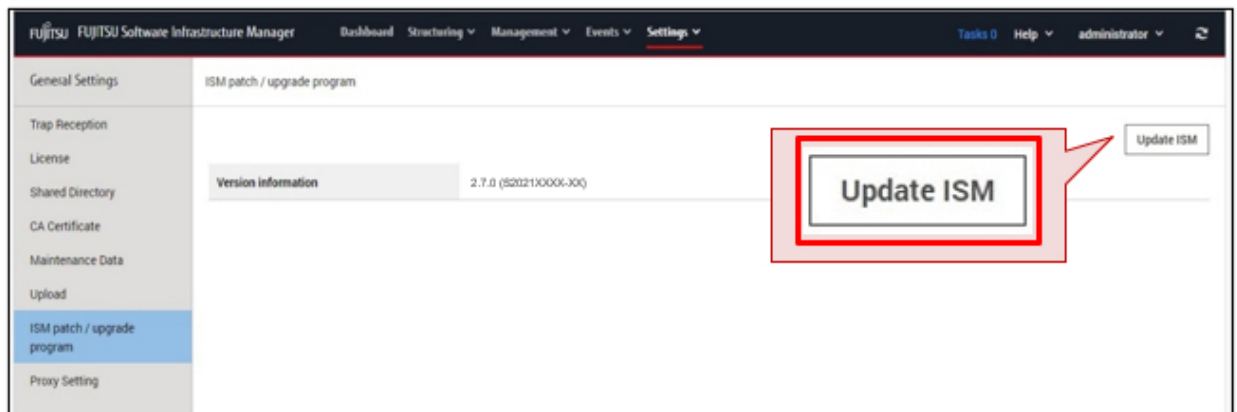 FUJITSU FUJITSU Software Infrastructure Manager Dashboard Structuring Management Events Settings Tasks 0 Help administrator
General Settings
ISM patch / upgrade program
Trap Reception
License
Shared Directory
CA Certificate
Maintenance Data
Upload
ISM patch / upgrade
program
Proxy Setting
Update ISM
Version information 2.7.0 (S2021XXXX-XX)
Update ISM